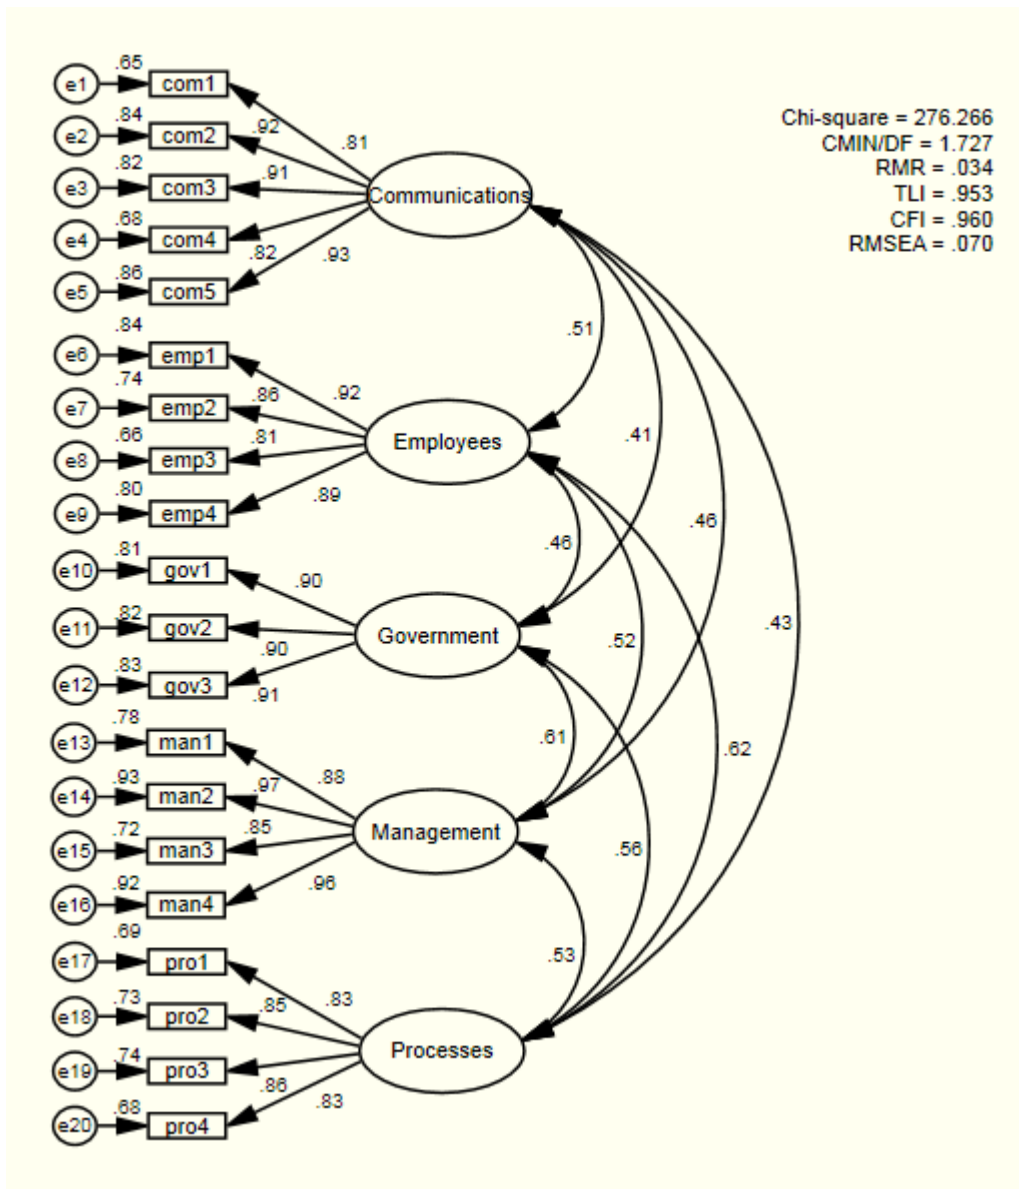 .65
e1 com1
.84
e2 com2 .92 .81
.82
e3 com3 .91 Communications
.68
e4 com4
.86 .82 .93
e5 com5
Chi-square = 276.266
CMIN/DF = 1.727
RMR = .034
TLI = .953
CFI = .960
RMSEA = .070
.51
.84
e6 emp1
.74 .86 .92
e7 emp2
.66 .81 Employees
e8 emp3
.80 .89
e9 emp4
.41
.46
.46
.81
e10 gov1 .90
.82
e11 gov2 Government
.90
.83
e12 gov3 .91
.52
.43
.78
e13 man1
.61
.62
.93 .97 .88
e14 man2
.72 .85 Management
e15 man3
.56
.92 .96
e16 man4
.69
e17 pro1
.53
.73 .85 .83
e18 pro2
.74 Processes
e19 pro3
.68 .86 .83
e20 pro4